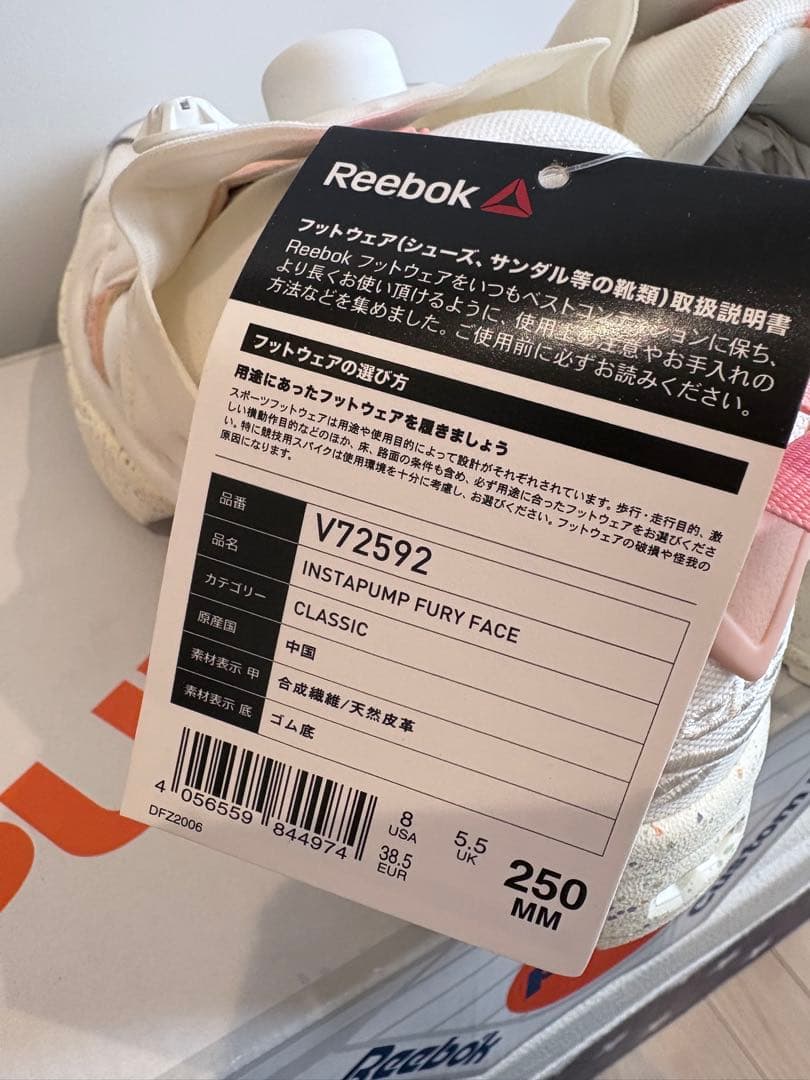 Reebok
フットウェア(シューズ、サンダル等の靴類)取扱説明書
Reebok フットウェアをいつもベストコンディションに保ち、
より長くお使い頂けるように、使用上の注意やお手入れの
方法などを集めました。ご使用前に必ずお読みください。
フットウェアの選び方
用途にあったフットウェアを履きましょう
スポーツフットウェアは用途や使用目的によって設計がそれぞれされています。歩行・走行目的、激
しい横動作目的などのほか、床、路面の条件も含め、必ず用途に合ったフットウェアをお選びくださ
い。特に競技用スパイクは使用環境を十分に考慮し、お選びください。フットウェアの破損や怪我の
原因になります。
品番 V72592
品名 INSTAPUMP FURY FACE
カテゴリー CLASSIC
原産国 中国
素材表示 甲 合成繊維/天然皮革
素材表示 底 ゴム底
4 056559 844974
DFZ2006
8 USA
5.5 UK
38.5 EUR
250 MM
Custom
Reebok